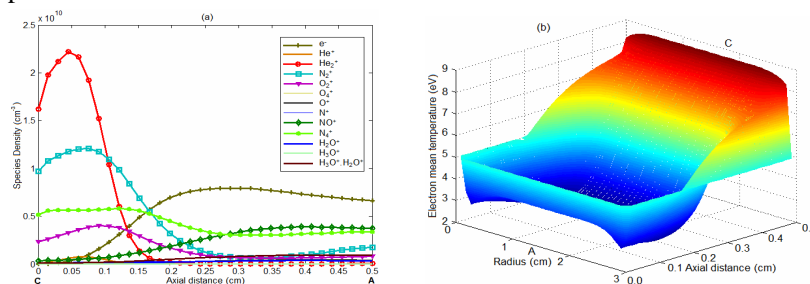 (a)
x 10¹⁰
2.5
2.0
1.5
1.0
0.5
0
Species Density (cm⁻³)
0 0.05 0.1 0.15 0.2 0.25 0.3 0.35 0.4 0.45 0.5
C Axial distance (cm) A
e⁻
He⁺
He₂⁺
N₂⁺
O₂⁺
O₄⁺
O⁺
N⁺
NO⁺
N₄⁺
H₂O⁺
H₃O⁺
H₃O⁺.H₂O⁺
(b)
C
9
8
7
6
5
4
3
2
Electron mean temperature (eV)
1
2
3
A
Radius (cm)
0.0
0.1
0.2
0.3
0.4
Axial distance (cm)